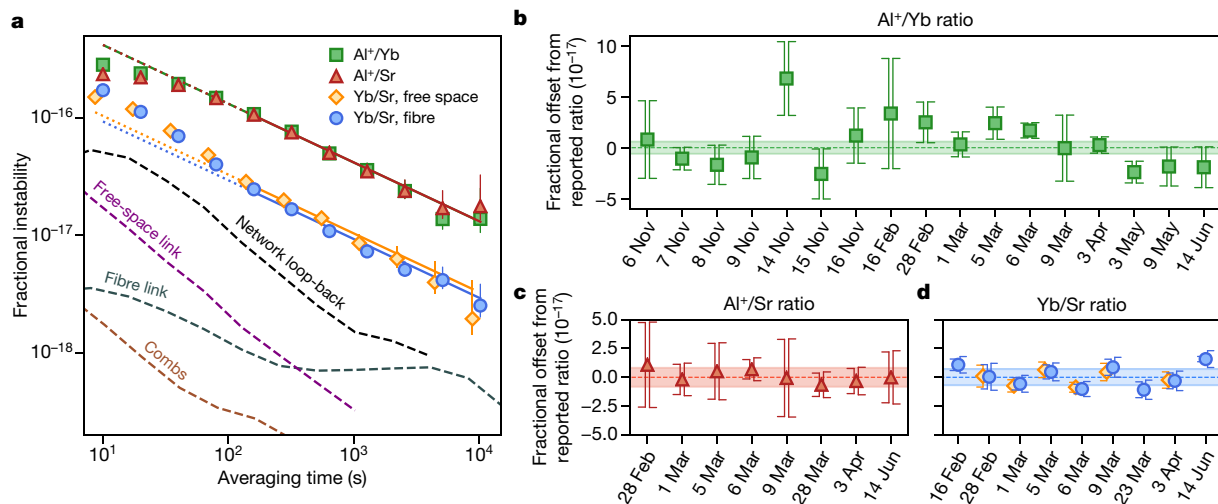 a
Fractional instability
10⁻¹⁶
10⁻¹⁷
10⁻¹⁸
Al⁺/Yb
Al⁺/Sr
Yb/Sr, free space
Yb/Sr, fibre
Free-space link
Network loop-back
Fibre link
Combs
10¹
10²
10³
10⁴
Averaging time (s)
b
Al⁺/Yb ratio
Fractional offset from
reported ratio (10⁻¹⁷)
10
5
0
−5
6 Nov
7 Nov
8 Nov
9 Nov
14 Nov
15 Nov
16 Nov
16 Feb
28 Feb
1 Mar
5 Mar
6 Mar
9 Mar
3 Apr
3 May
9 May
14 Jun
c
Al⁺/Sr ratio
Fractional offset from
reported ratio (10⁻¹⁷)
5.0
2.5
0.0
−2.5
−5.0
28 Feb
1 Mar
5 Mar
6 Mar
9 Mar
28 Mar
3 Apr
14 Jun
d
Yb/Sr ratio
16 Feb
28 Feb
1 Mar
5 Mar
6 Mar
9 Mar
23 Mar
3 Apr
14 Jun